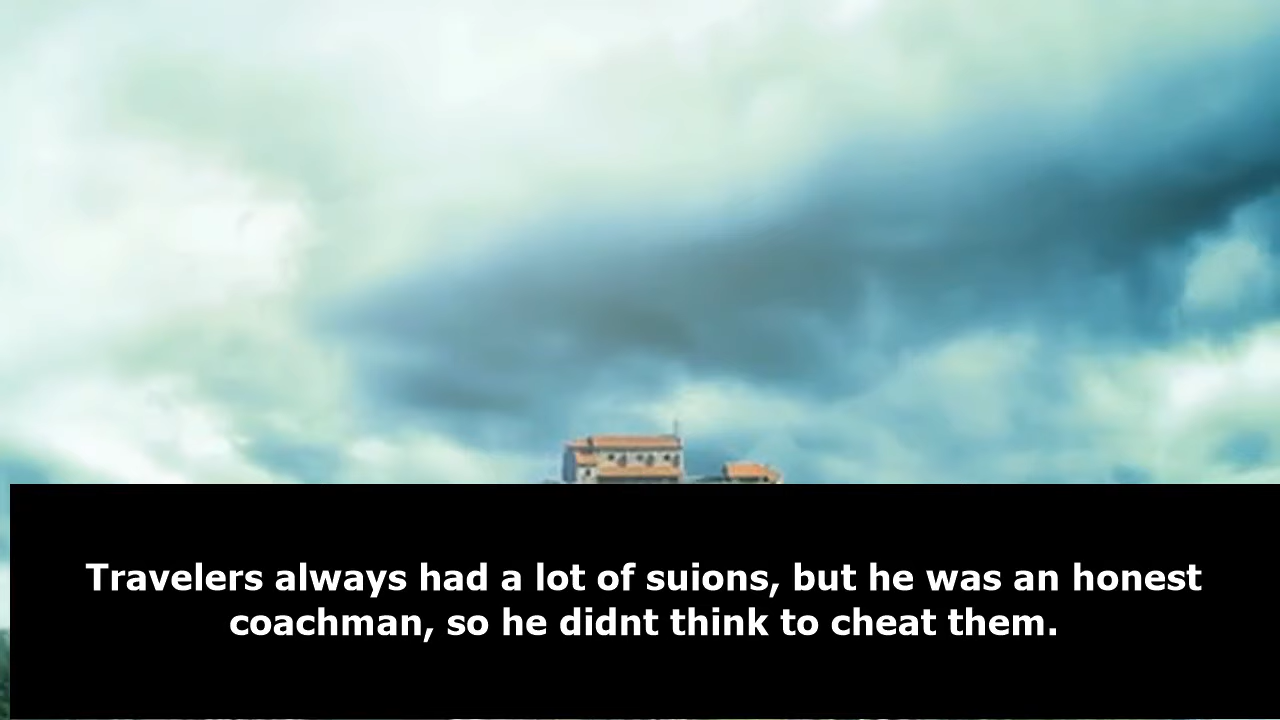 Travelers always had a lot of suions, but he was an honest
coachman, so he didnt think to cheat them.